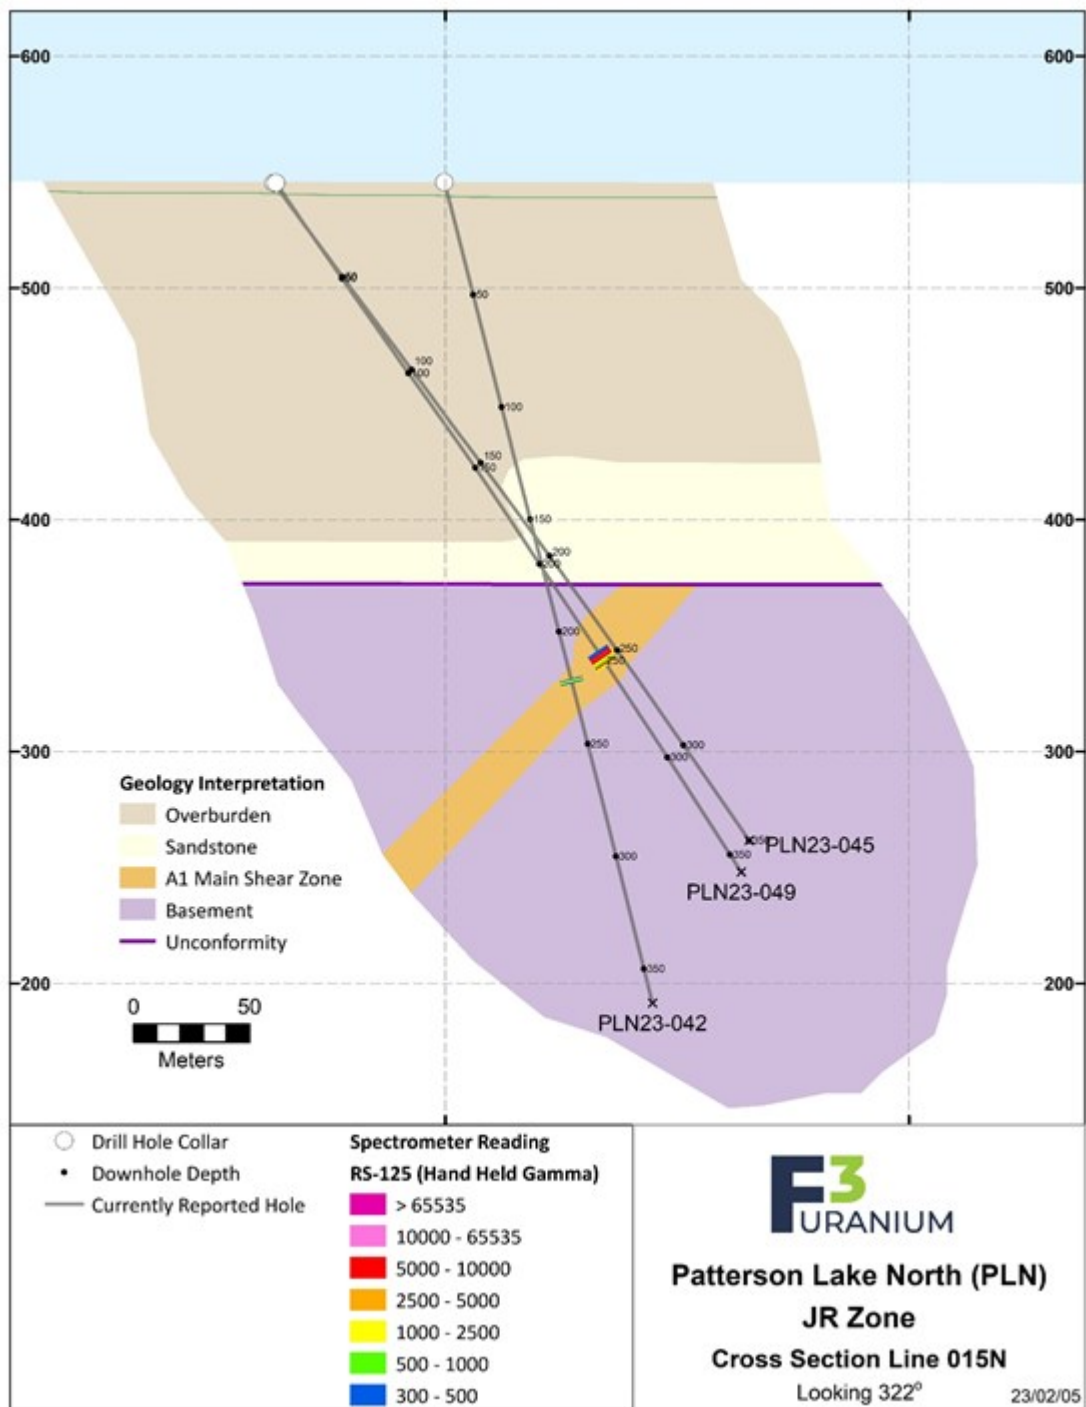 600 600
500 500
400 400
300 300
200 200
50
50
100
100
100
150
150
150
200
200
200
250
250
250
300
300
300
350
350
350
PLN23-045
PLN23-049
PLN23-042
Geology Interpretation
Overburden
Sandstone
A1 Main Shear Zone
Basement
Unconformity
0 50
Meters
Drill Hole Collar
Downhole Depth
Currently Reported Hole
Spectrometer Reading
RS-125 (Hand Held Gamma)
> 65535
10000 - 65535
5000 - 10000
2500 - 5000
1000 - 2500
500 - 1000
300 - 500
F3
URANIUM
Patterson Lake North (PLN)
JR Zone
Cross Section Line 015N
Looking 322°
23/02/05